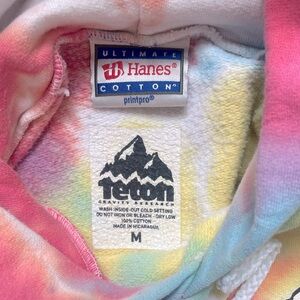 ULTIMATE
Hanes®
COTTON®
printpro®
Teton
GRAVITY RESEARCH
WASH INSIDE-OUT COLD SETTING
DO NOT IRON OR BLEACH - DRY LOW
100% COTTON
MADE IN NICARAGUA
M